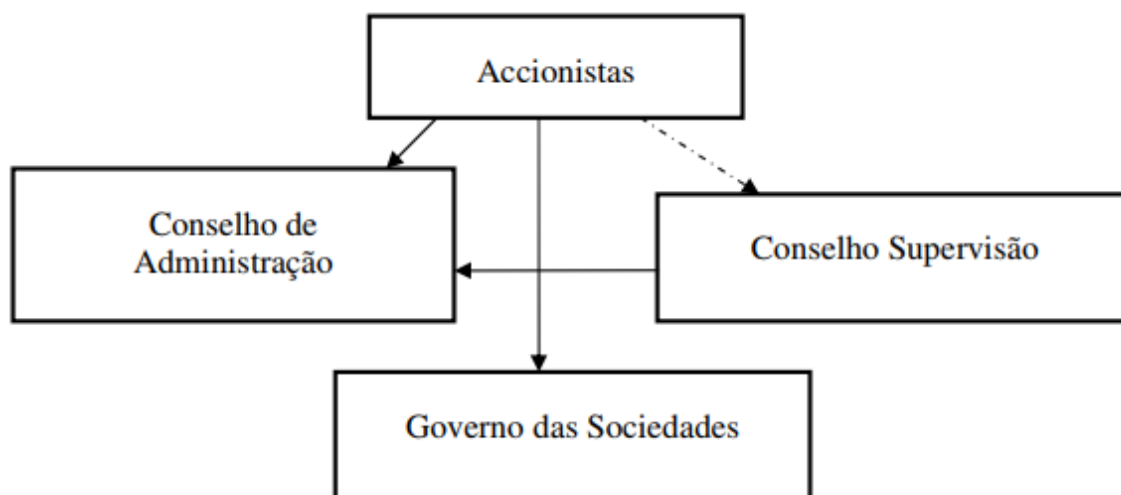 Accionistas
Conselho de
Administração
Conselho Supervisão
Governo das Sociedades